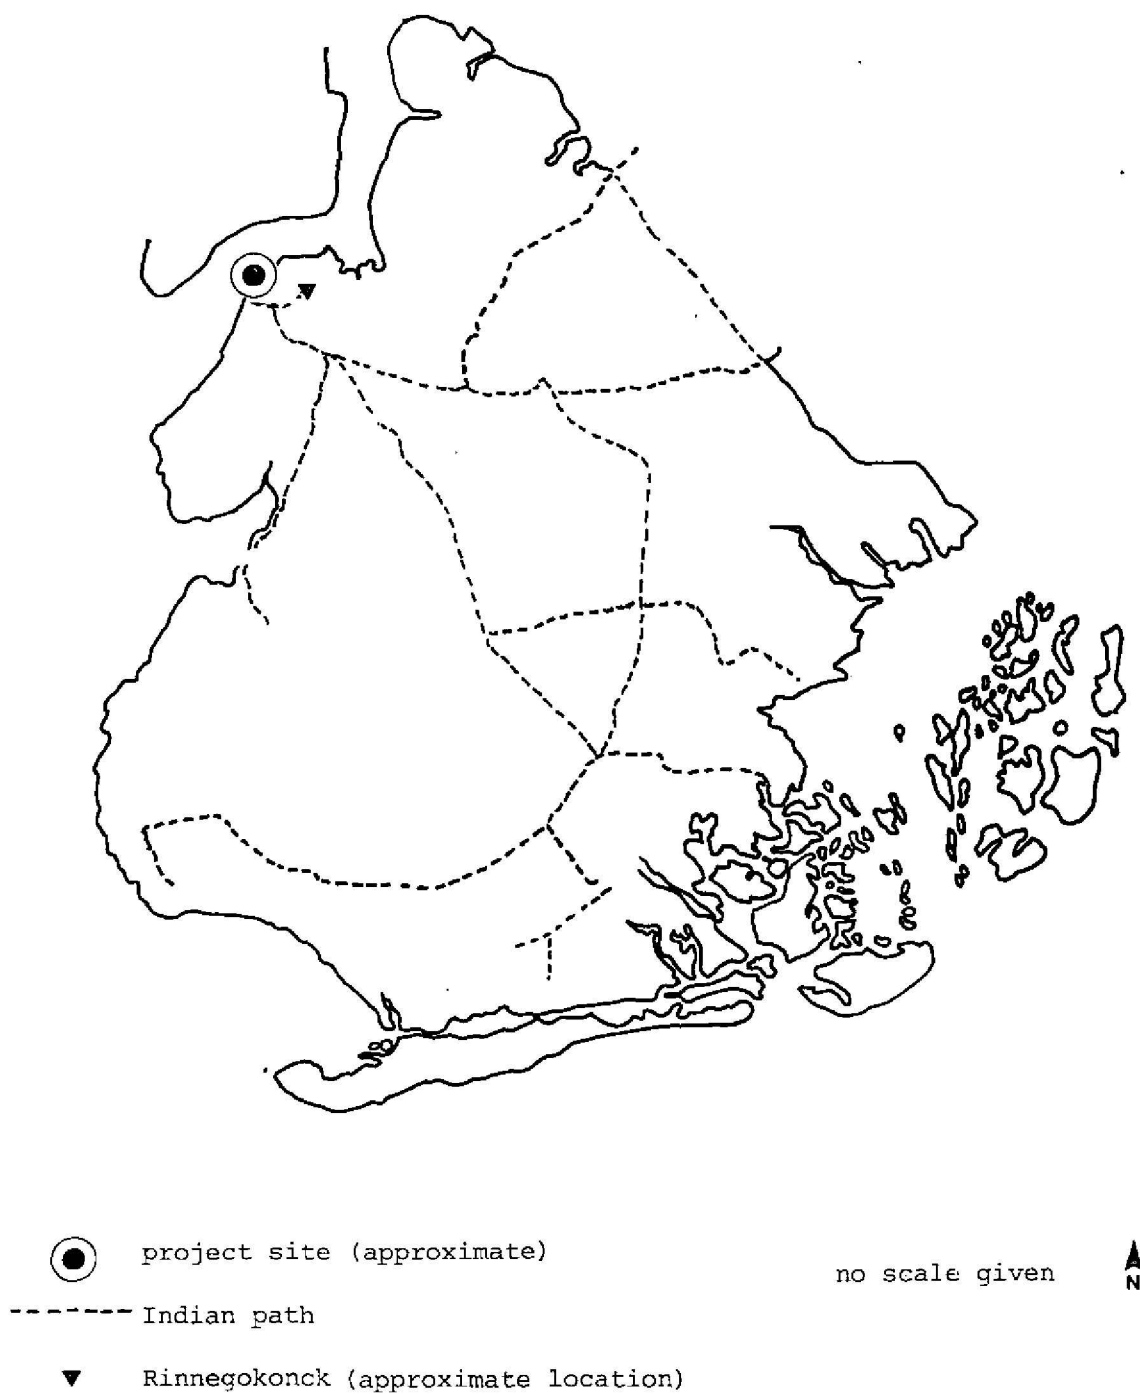 project site (approximate)
no scale given
N
Indian path
Rinnegokonck (approximate location)